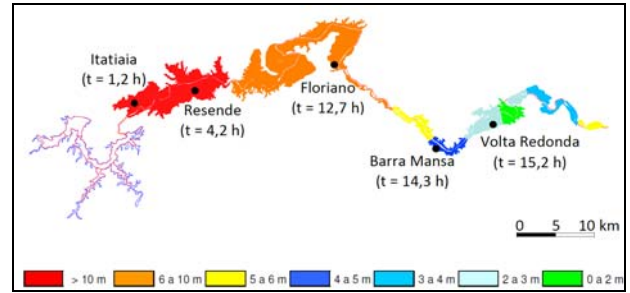 Itatiaia
(t = 1,2 h)
Resende
(t = 4,2 h)
Floriano
(t = 12,7 h)
Barra Mansa
(t = 14,3 h)
Volta Redonda
(t = 15,2 h)
0 5 10 km
> 10 m 6 a 10 m 5 a 6 m 4 a 5 m 3 a 4 m 2 a 3 m 0 a 2 m